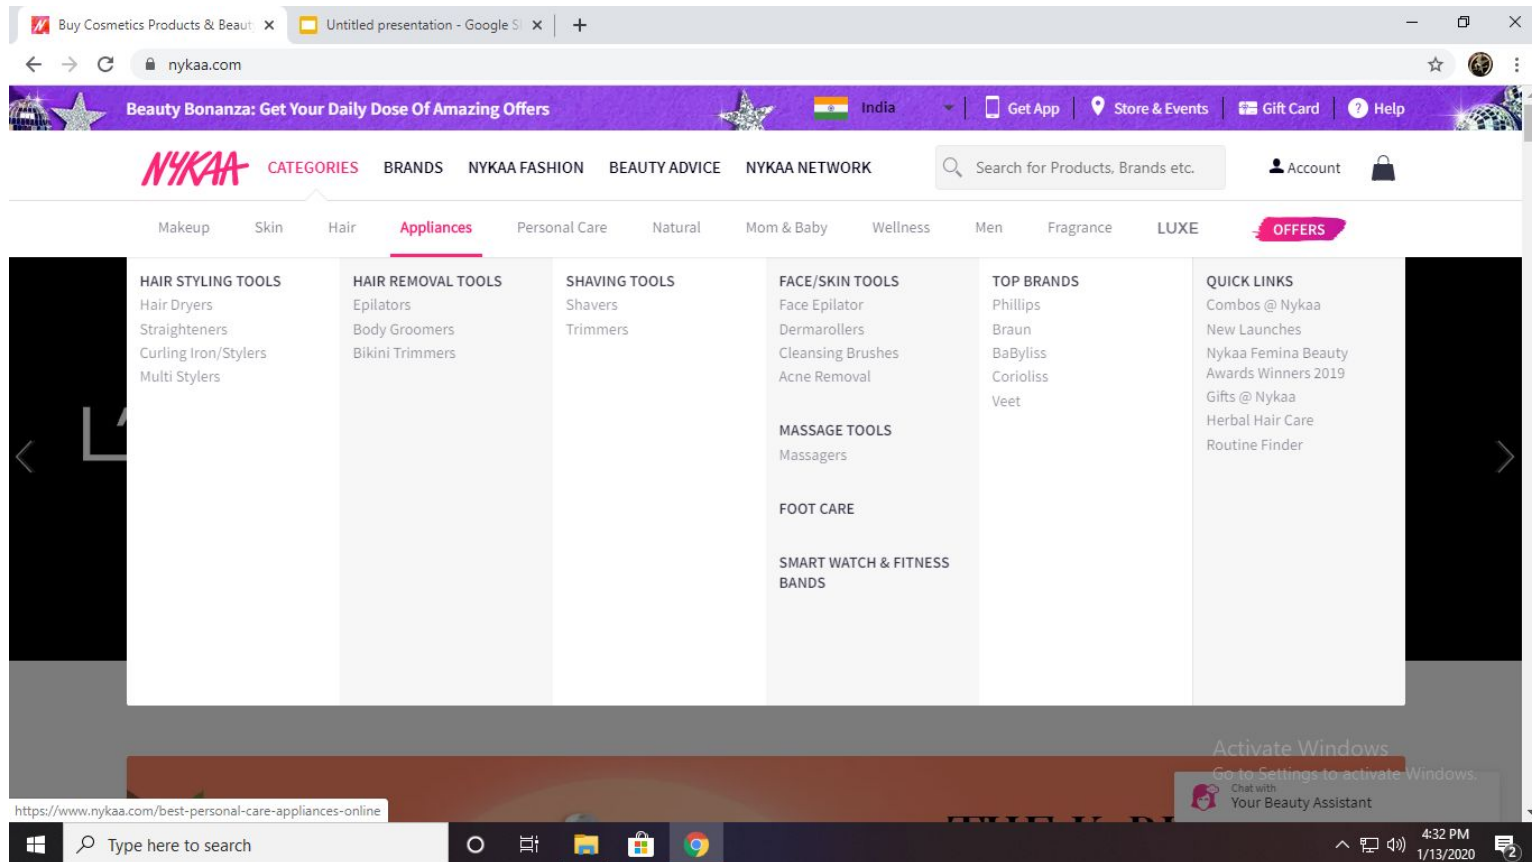 Buy Cosmetics Products & Beaut
Untitled presentation - Google Sl
nykaa.com
Beauty Bonanza: Get Your Daily Dose Of Amazing Offers
India
Get App
Store & Events
Gift Card
Help
NYKAA
CATEGORIES
BRANDS
NYKAA FASHION
BEAUTY ADVICE
NYKAA NETWORK
Search for Products, Brands etc.
Account
Makeup
Skin
Hair
Appliances
Personal Care
Natural
Mom & Baby
Wellness
Men
Fragrance
LUXE
OFFERS
HAIR STYLING TOOLS
Hair Dryers
Straighteners
Curling Iron/Stylers
Multi Stylers
HAIR REMOVAL TOOLS
Epilators
Body Groomers
Bikini Trimmers
SHAVING TOOLS
Shavers
Trimmers
FACE/SKIN TOOLS
Face Epilator
Dermarollers
Cleansing Brushes
Acne Removal
MASSAGE TOOLS
Massagers
FOOT CARE
SMART WATCH & FITNESS
BANDS
TOP BRANDS
Phillips
Braun
BaByliss
Corioliss
Veet
QUICK LINKS
Combos @ Nykaa
New Launches
Nykaa Femina Beauty
Awards Winners 2019
Gifts @ Nykaa
Herbal Hair Care
Routine Finder
Activate Windows
Go to Settings to activate Windows.
Chat with
Your Beauty Assistant
https://www.nykaa.com/best-personal-care-appliances-online
Type here to search
4:32 PM
1/13/2020
2